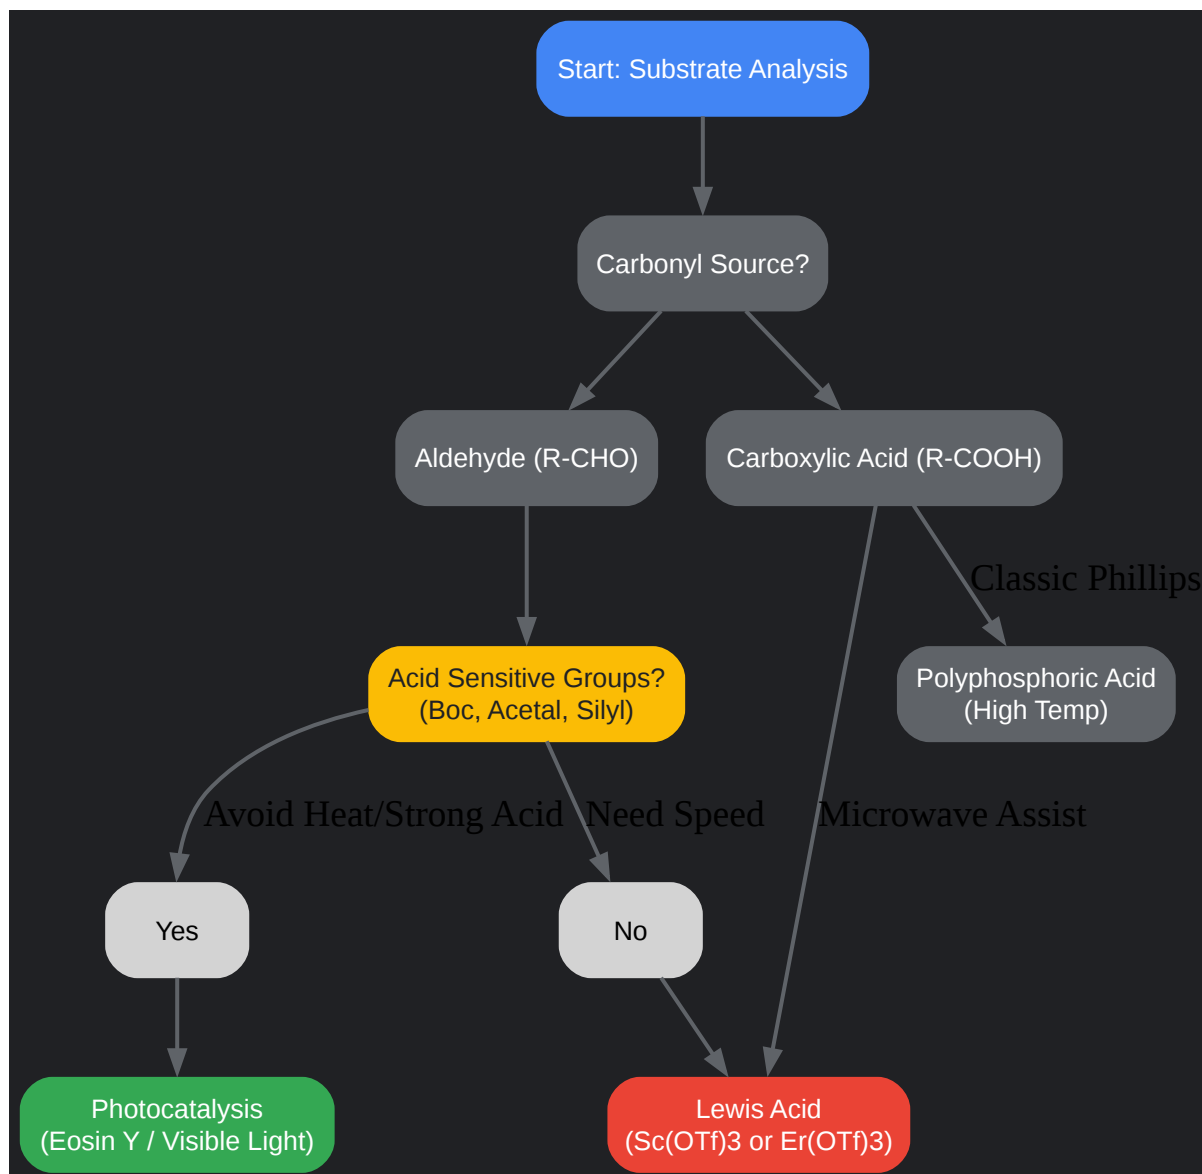 Start: Substrate Analysis
Carbonyl Source?
Aldehyde (R-CHO)
Carboxylic Acid (R-COOH)
Classic Phillips
Acid Sensitive Groups?
(Boc, Acetal, Silyl)
Polyphosphoric Acid
(High Temp)
Avoid Heat/Strong Acid
Need Speed
Microwave Assist
Yes
No
Photocatalysis
(Eosin Y / Visible Light)
Lewis Acid
(Sc(OTf)3 or Er(OTf)3)